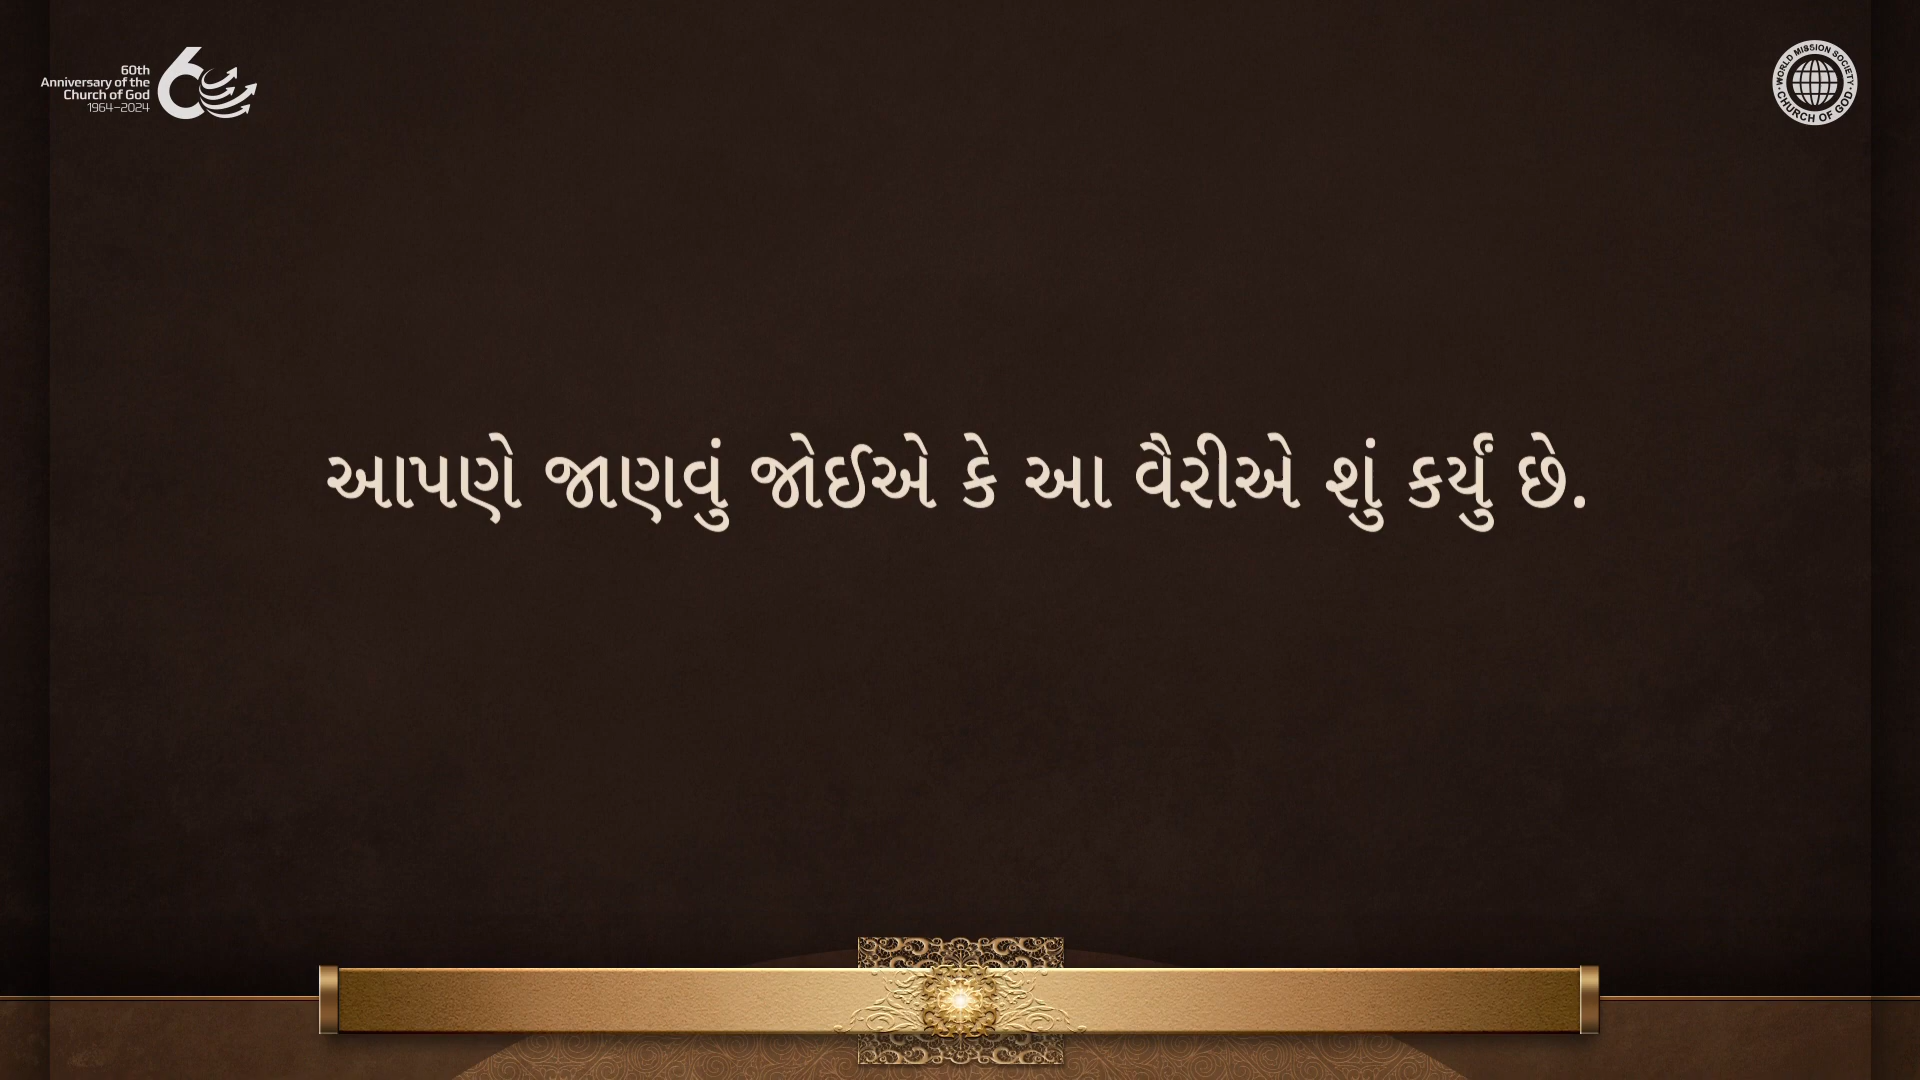 60th
Anniversary of the
Church of God
1964–2024
60
WORLD MISSION SOCIETY
CHURCH OF GOD
આપણે જાણવું જોઈએ કે આ વૈરીએ શું કર્યું છે.